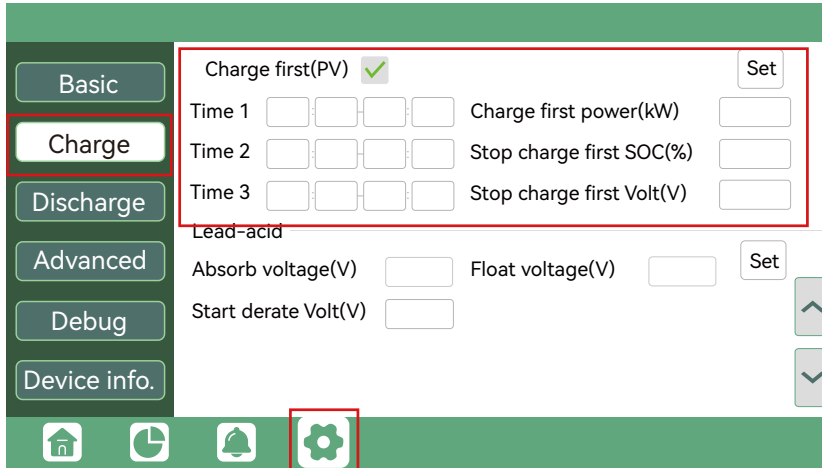 Basic
Charge
Discharge
Advanced
Debug
Device info.
Charge first(PV) Set
Time 1 : - : Charge first power(kW)
Time 2 : - : Stop charge first SOC(%)
Time 3 : - : Stop charge first Volt(V)
Lead-acid
Absorb voltage(V) Float voltage(V) Set
Start derate Volt(V)